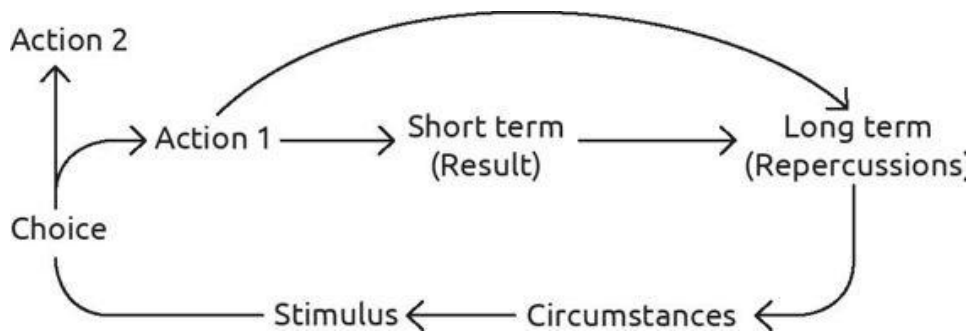 Action 2
Action 1
Short term
(Result)
Long term
(Repercussions)
Choice
Stimulus
Circumstances